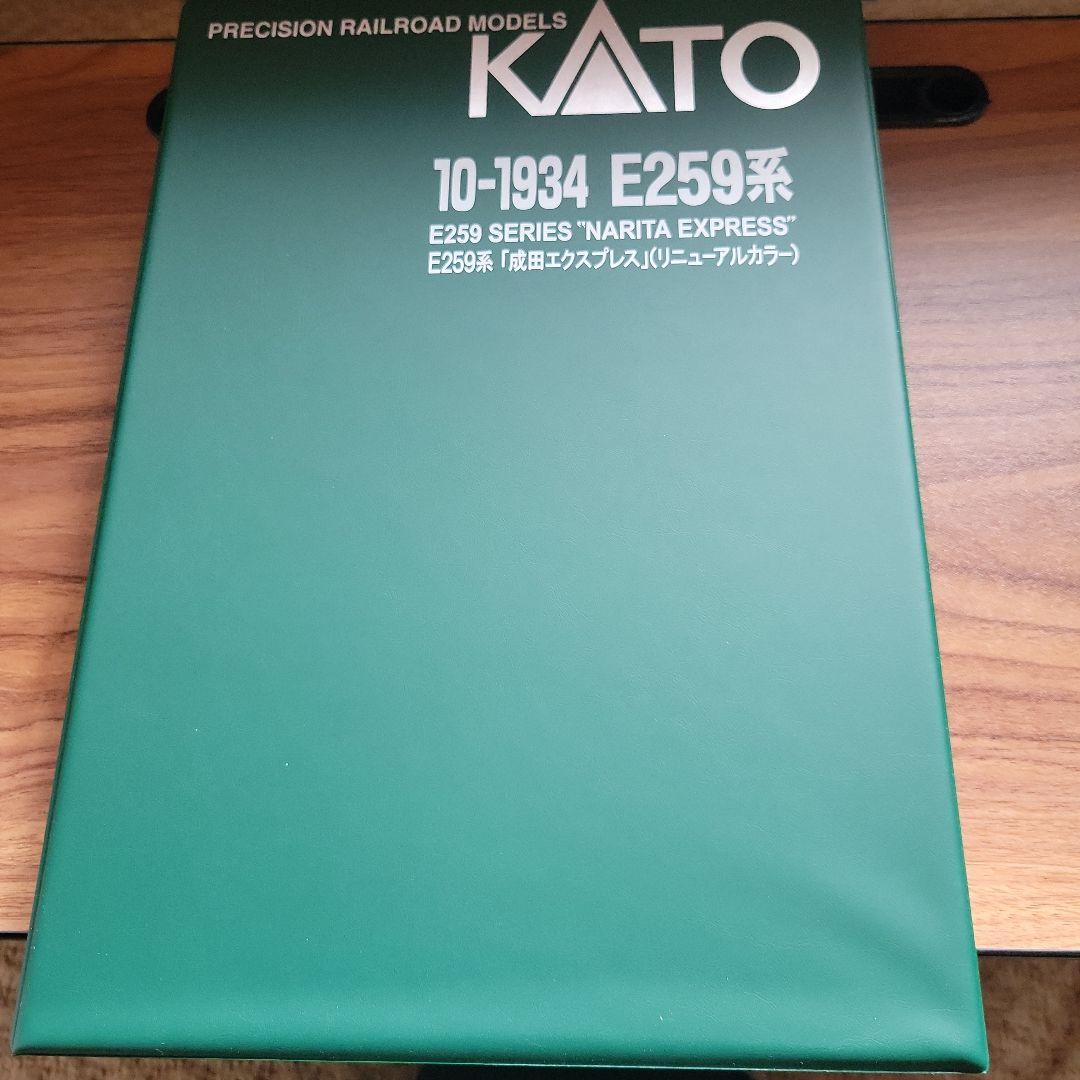 PRECISION RAILROAD MODELS
KATO
10-1934 E259系
E259 SERIES "NARITA EXPRESS"
E259系「成田エクスプレス」(リニューアルカラー)